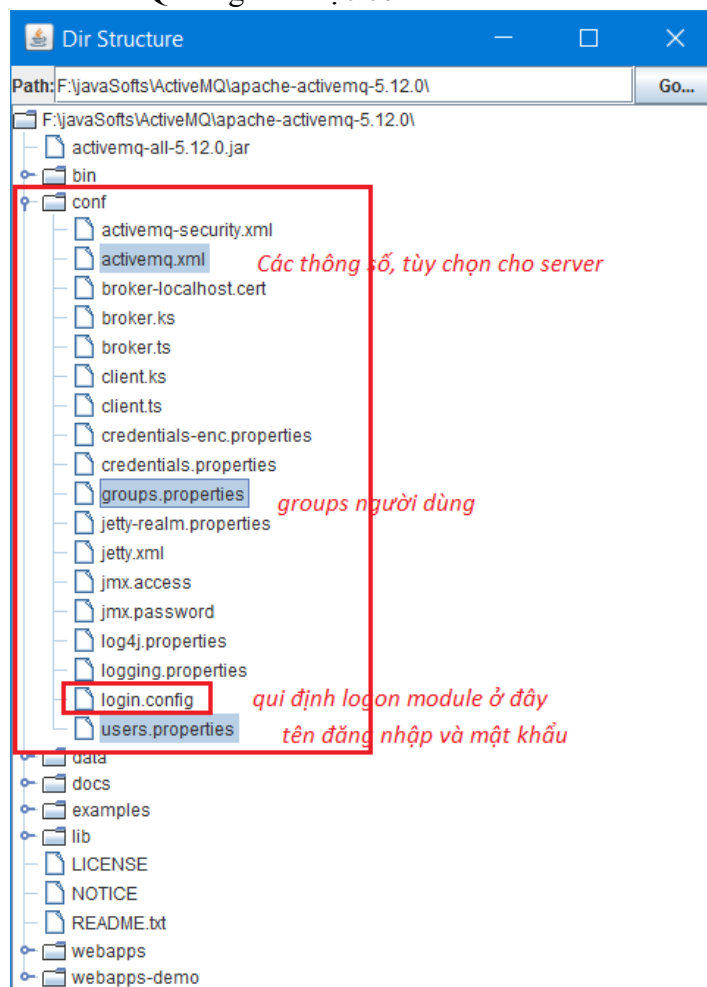 Dir Structure
Path: F:\javaSofts\ActiveMQ\apache-activemq-5.12.0\ Go...
F:\javaSofts\ActiveMQ\apache-activemq-5.12.0\
activemq-all-5.12.0.jar
bin
conf
activemq-security.xml
activemq.xml Các thông số, tùy chọn cho server
broker-localhost.cert
broker.ks
broker.ts
client.ks
client.ts
credentials-enc.properties
credentials.properties
groups.properties groups người dùng
jetty-realm.properties
jetty.xml
jmx.access
jmx.password
log4j.properties
logging.properties
login.config qui định logon module ở đây
users.properties tên đăng nhập và mật khẩu
data
docs
examples
lib
LICENSE
NOTICE
README.txt
webapps
webapps-demo